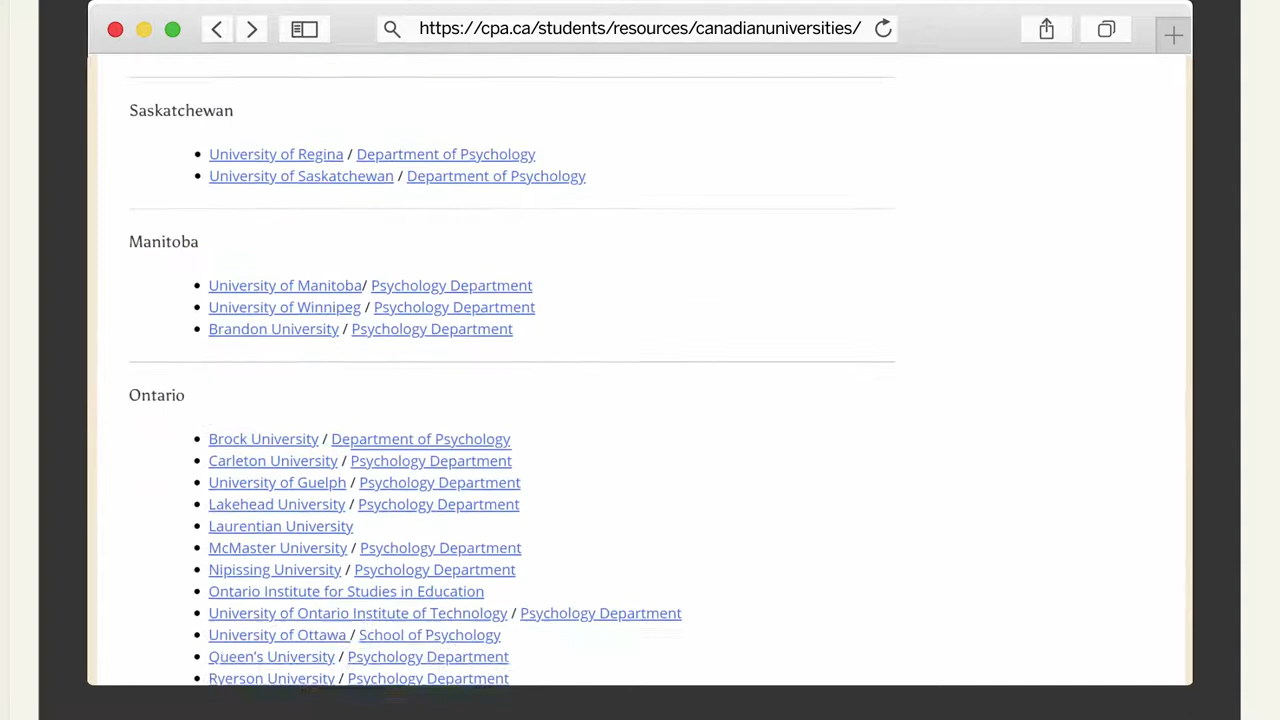 https://cpa.ca/students/resources/canadianuniversities/
Saskatchewan
University of Regina / Department of Psychology
University of Saskatchewan / Department of Psychology
Manitoba
University of Manitoba/ Psychology Department
University of Winnipeg / Psychology Department
Brandon University / Psychology Department
Ontario
Brock University / Department of Psychology
Carleton University / Psychology Department
University of Guelph / Psychology Department
Lakehead University / Psychology Department
Laurentian University
McMaster University / Psychology Department
Nipissing University / Psychology Department
Ontario Institute for Studies in Education
University of Ontario Institute of Technology / Psychology Department
University of Ottawa / School of Psychology
Queen's University / Psychology Department
Ryerson University / Psychology Department